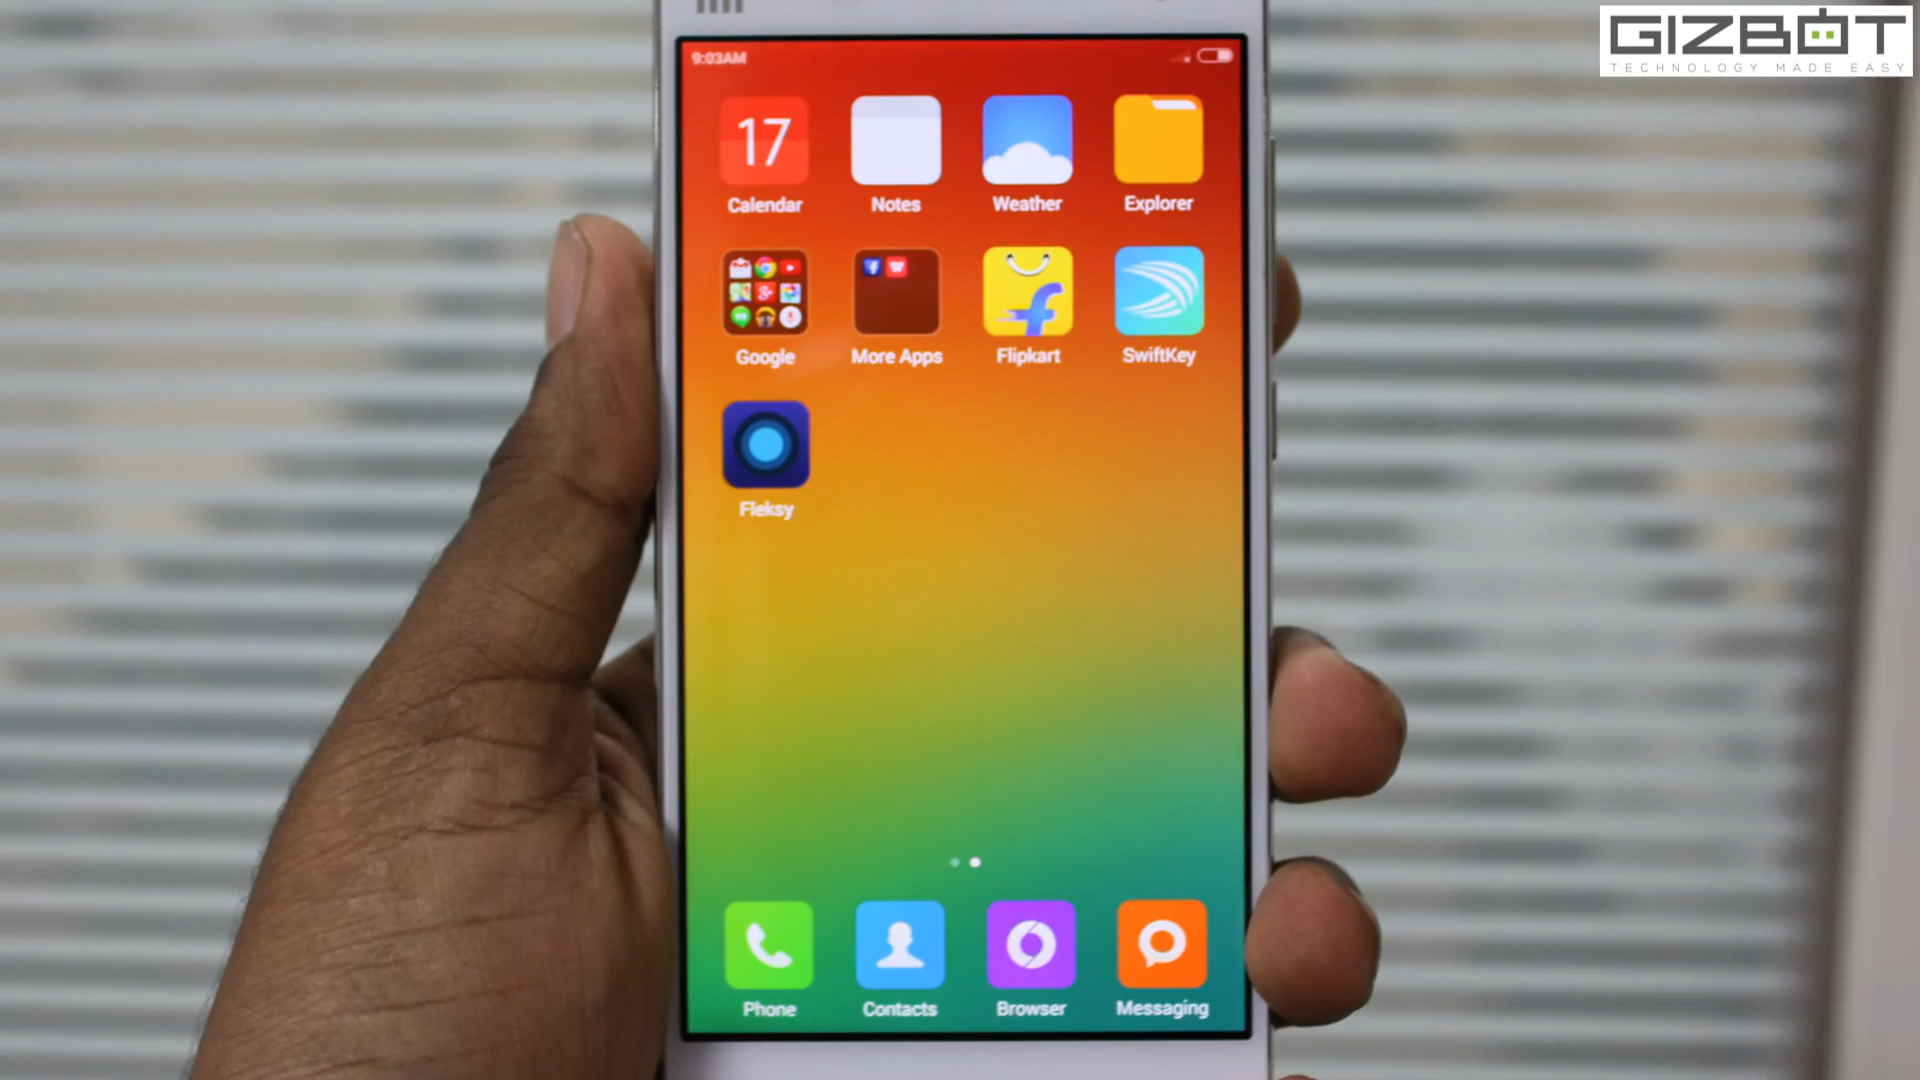 GIZBOT
TECHNOLOGY MADE EASY
9:03AM
17
Calendar
Notes
Weather
Explorer
Google
More Apps
Flipkart
SwiftKey
Fleksy
Phone
Contacts
Browser
Messaging